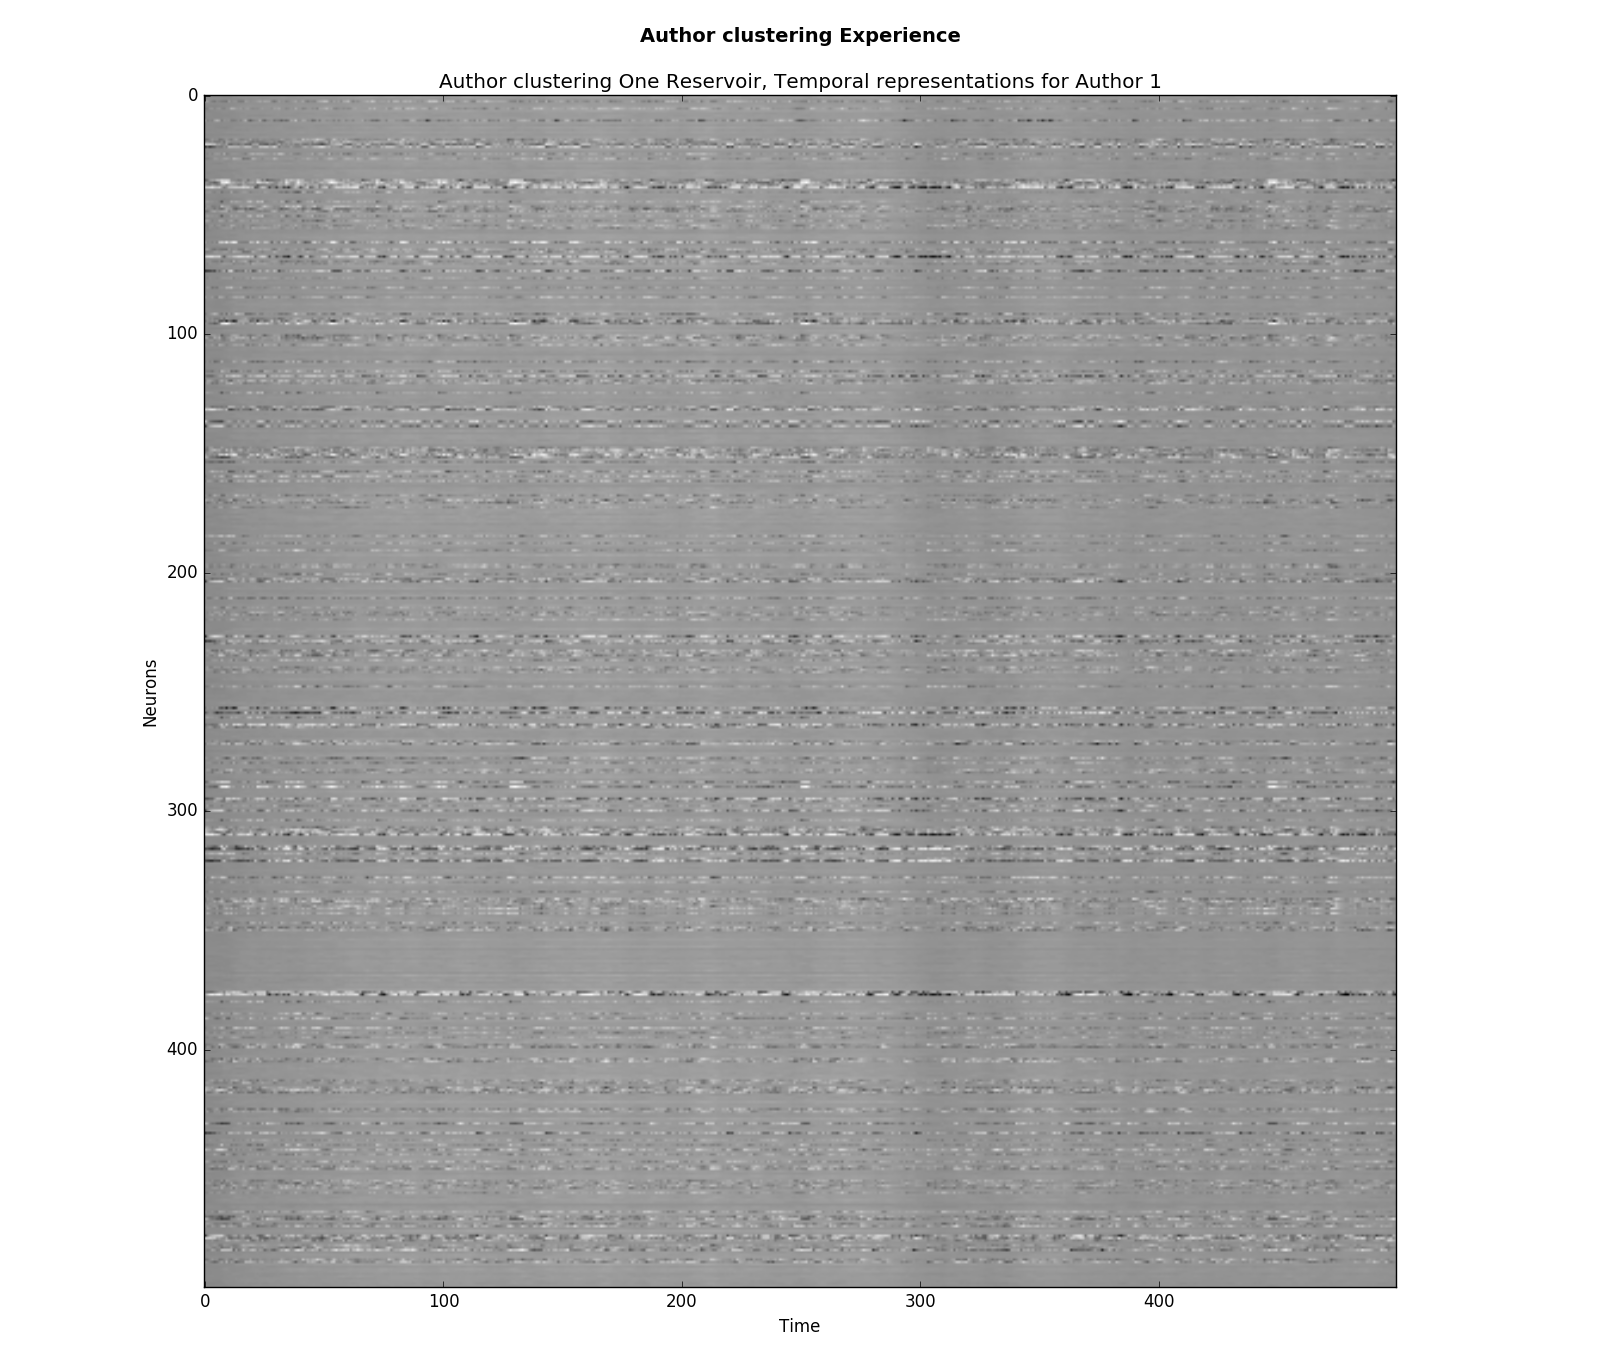 Author clustering Experience
Author clustering One Reservoir, Temporal representations for Author 1
0
100
200
300
400
Neurons
0 100 200 300 400
Time